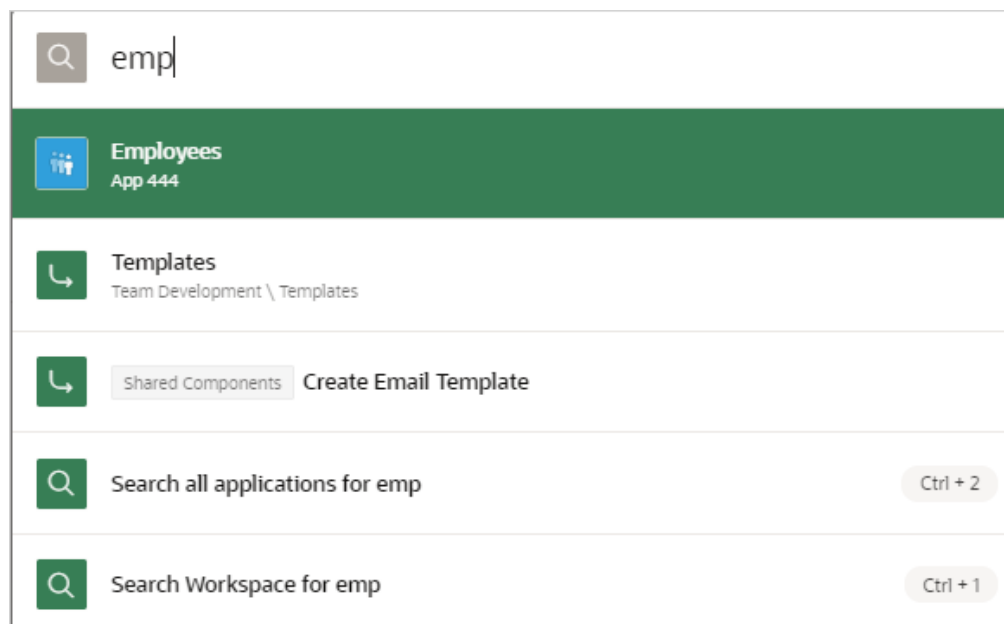 emp
Employees
App 444
Templates
Team Development \ Templates
Shared Components Create Email Template
Search all applications for emp Ctrl + 2
Search Workspace for emp Ctrl + 1